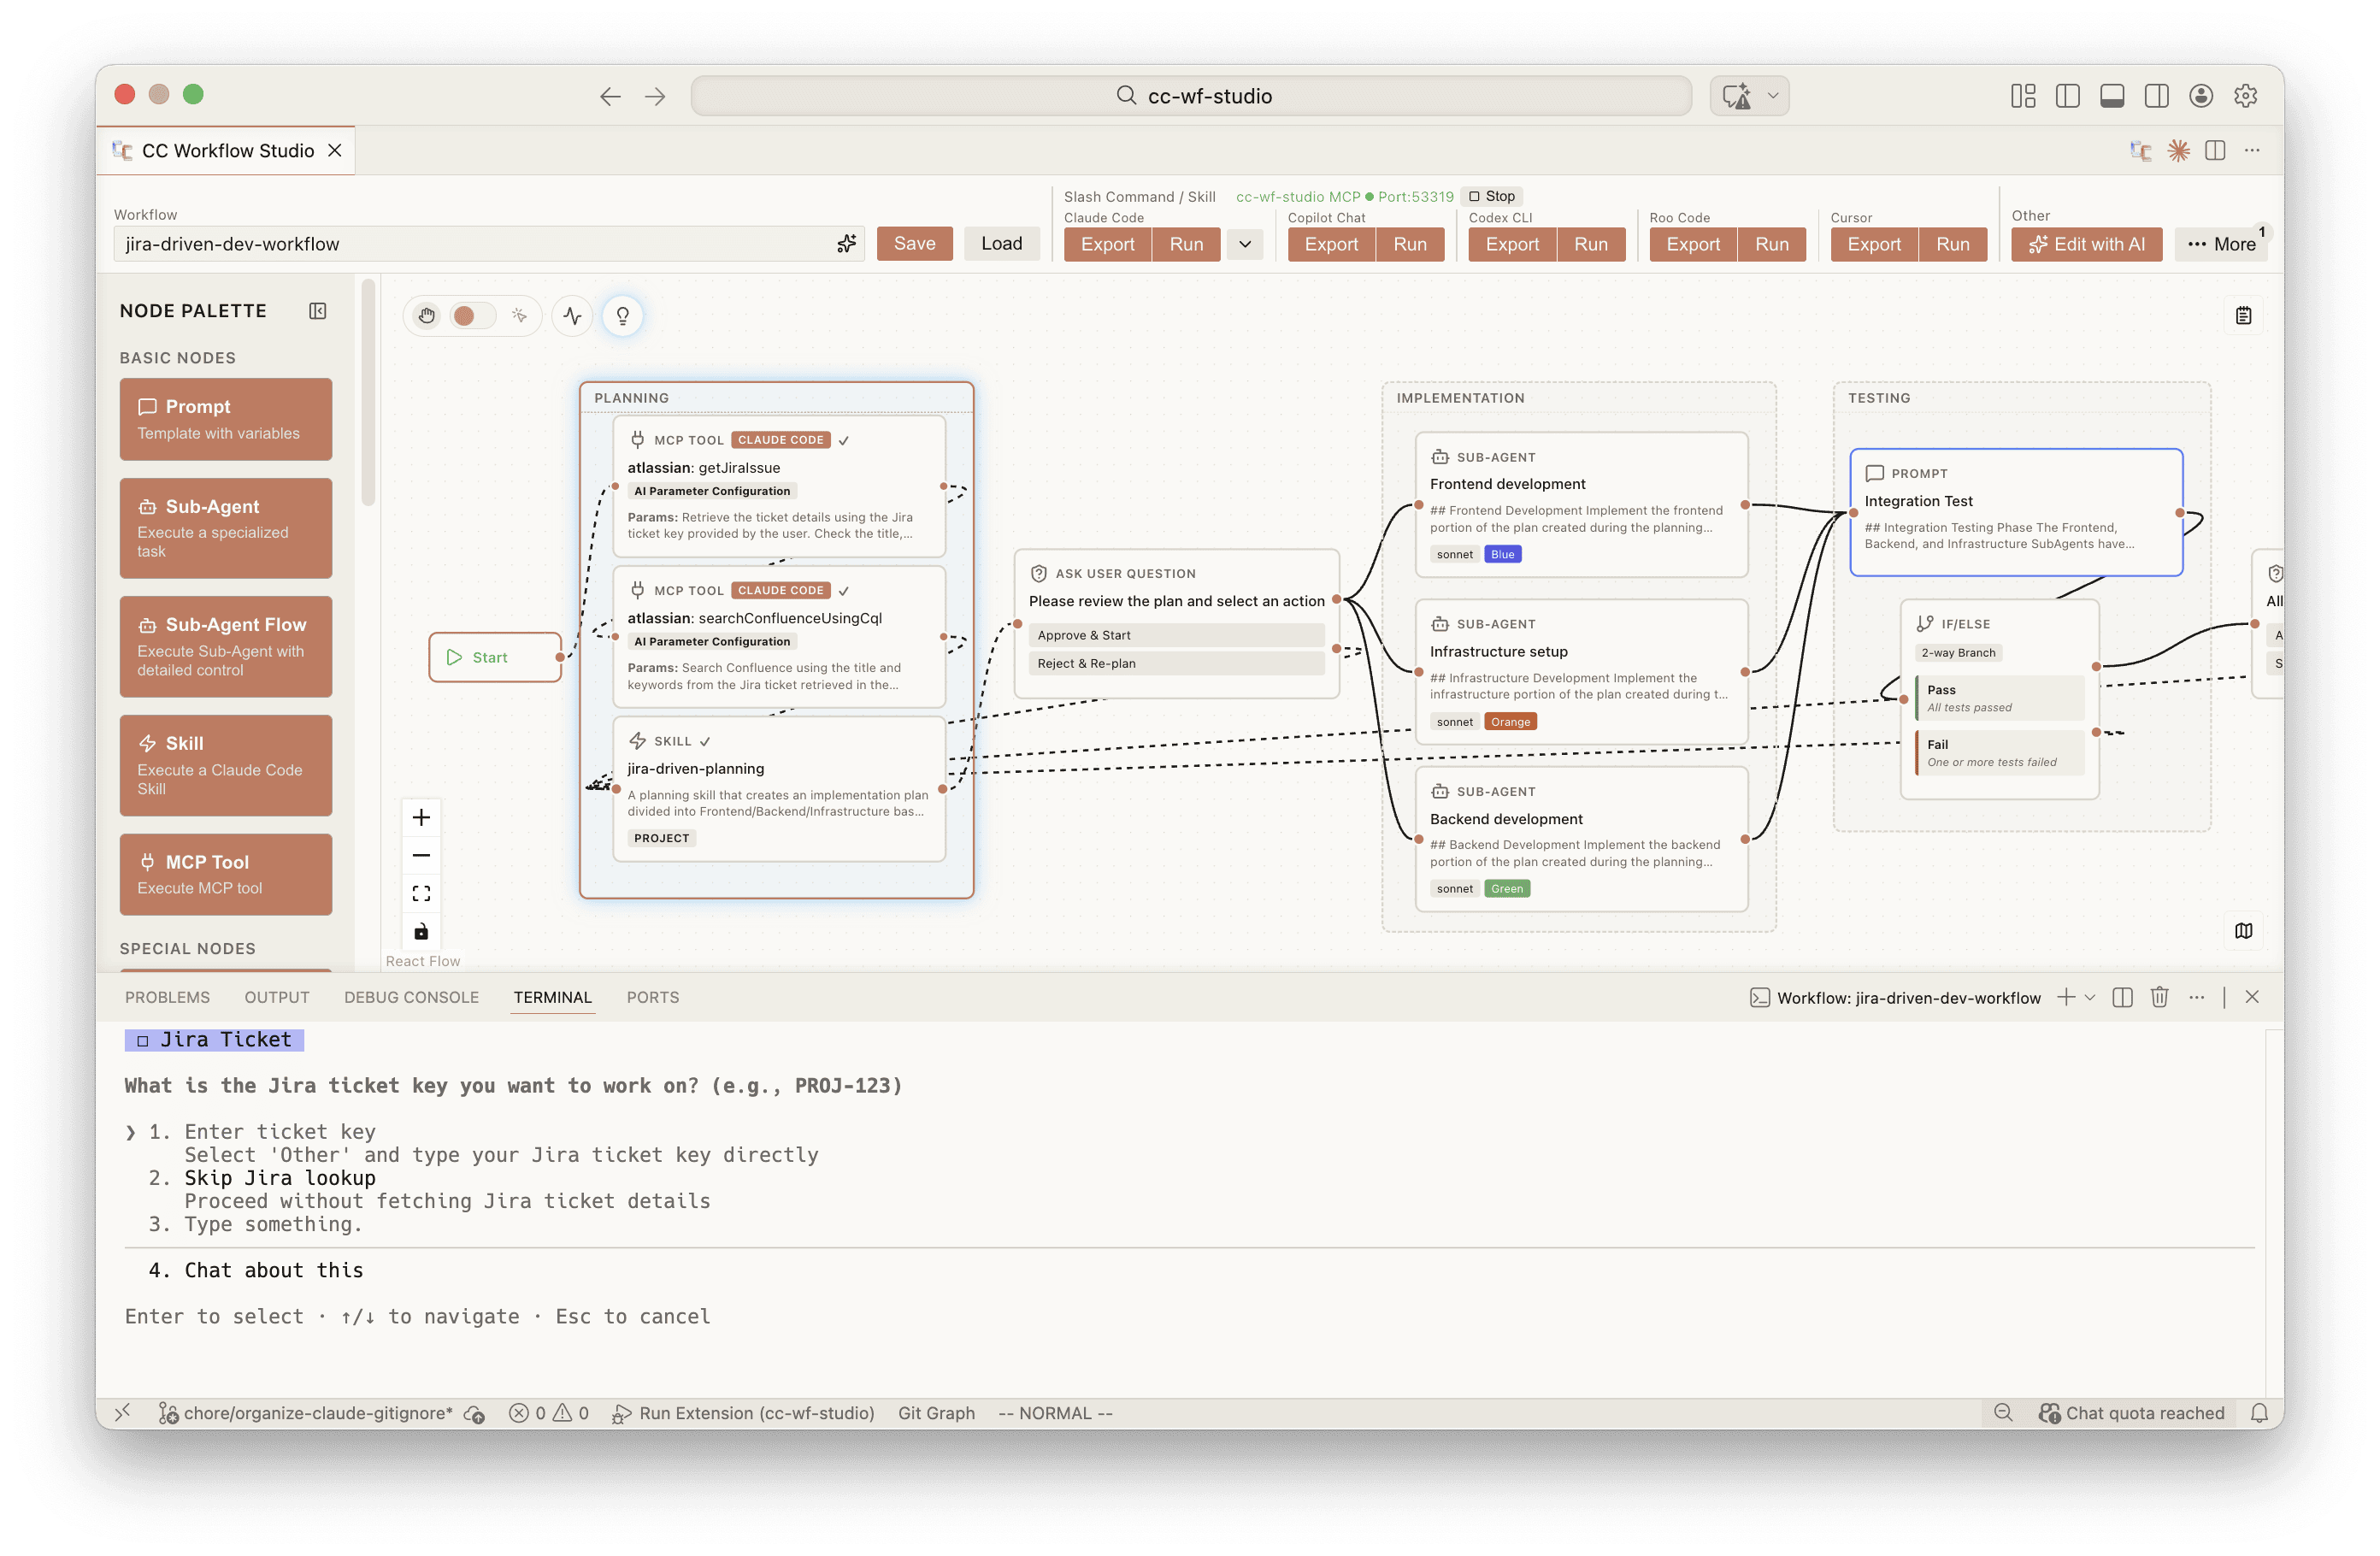 cc-wf-studio
CC Workflow Studio
Workflow
jira-driven-dev-workflow
Save
Load
Slash Command / Skill
cc-wf-studio MCP ● Port:53319
Stop
Claude Code
Export
Run
Copilot Chat
Export
Run
Codex CLI
Export
Run
Roo Code
Export
Run
Cursor
Export
Run
Other
Edit with AI
More
1
NODE PALETTE
BASIC NODES
Prompt
Template with variables
Sub-Agent
Execute a specialized
task
Sub-Agent Flow
Execute Sub-Agent with
detailed control
Skill
Execute a Claude Code
Skill
MCP Tool
Execute MCP tool
SPECIAL NODES
React Flow
Start
PLANNING
MCP TOOL
CLAUDE CODE
atlassian: getJiraIssue
AI Parameter Configuration
Params: Retrieve the ticket details using the Jira
ticket key provided by the user. Check the title,...
MCP TOOL
CLAUDE CODE
atlassian: searchConfluenceUsingCql
AI Parameter Configuration
Params: Search Confluence using the title and
keywords from the Jira ticket retrieved in the...
SKILL
jira-driven-planning
A planning skill that creates an implementation plan
divided into Frontend/Backend/Infrastructure bas...
PROJECT
ASK USER QUESTION
Please review the plan and select an action
Approve & Start
Reject & Re-plan
IMPLEMENTATION
SUB-AGENT
Frontend development
## Frontend Development Implement the frontend
portion of the plan created during the planning...
sonnet
Blue
SUB-AGENT
Infrastructure setup
## Infrastructure Development Implement the
infrastructure portion of the plan created during t...
sonnet
Orange
SUB-AGENT
Backend development
## Backend Development Implement the backend
portion of the plan created during the planning...
sonnet
Green
TESTING
PROMPT
Integration Test
## Integration Testing Phase The Frontend,
Backend, and Infrastructure SubAgents have...
IF/ELSE
2-way Branch
Pass
All tests passed
Fail
One or more tests failed
All
A
S
PROBLEMS
OUTPUT
DEBUG CONSOLE
TERMINAL
PORTS
Workflow: jira-driven-dev-workflow
☐ Jira Ticket
What is the Jira ticket key you want to work on? (e.g., PROJ-123)
❯ 1. Enter ticket key
Select 'Other' and type your Jira ticket key directly
2. Skip Jira lookup
Proceed without fetching Jira ticket details
3. Type something.
4. Chat about this
Enter to select · ↑/↓ to navigate · Esc to cancel
chore/organize-claude-gitignore*
0
0
Run Extension (cc-wf-studio)
Git Graph
-- NORMAL --
Chat quota reached